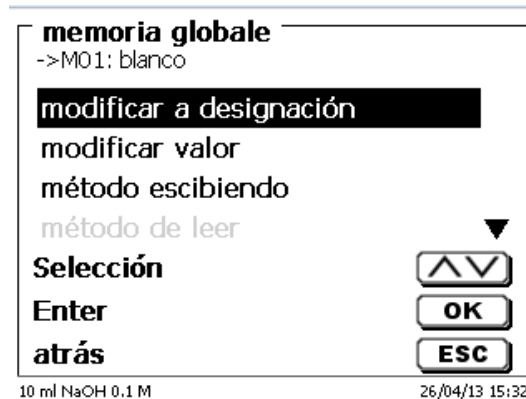 memoria globale
->M01: blanco
modificar a designación
modificar valor
método escibiendo
método de leer
Selección
Enter OK
atrás ESC
10 ml NaOH 0.1 M 26/04/13 15:32